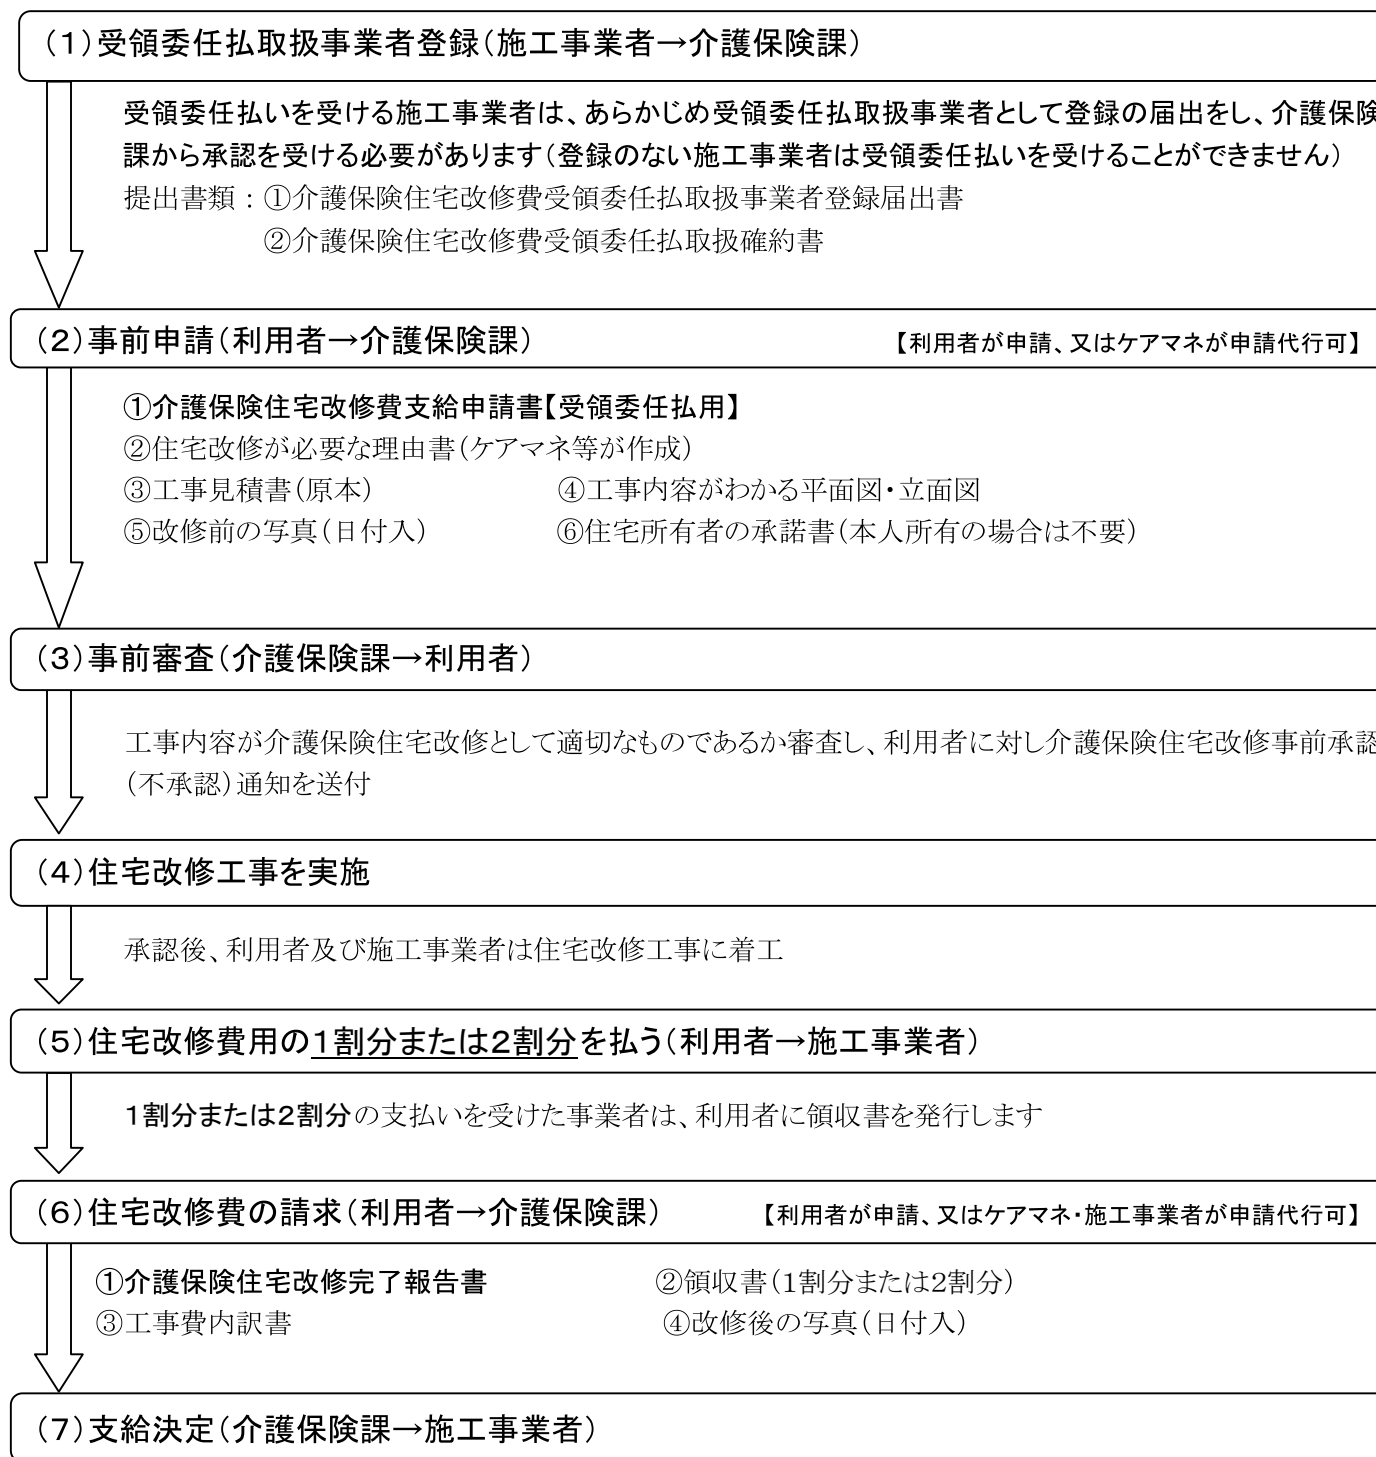 （１）受領委任払取扱事業者登録（施工事業者→介護保険課）
受領委任払いを受ける施工事業者は、あらかじめ受領委任払取扱事業者として登録の届出をし、介護保険
課から承認を受ける必要があります（登録のない施工事業者は受領委任払いを受けることができません）
提出書類：①介護保険住宅改修費受領委任払取扱事業者登録届出書
②介護保険住宅改修費受領委任払取扱確約書
（２）事前申請（利用者→介護保険課） 【利用者が申請、又はケアマネが申請代行可】
①介護保険住宅改修費支給申請書【受領委任払用】
②住宅改修が必要な理由書（ケアマネ等が作成）
③工事見積書（原本） ④工事内容がわかる平面図・立面図
⑤改修前の写真（日付入） ⑥住宅所有者の承諾書（本人所有の場合は不要）
（３）事前審査（介護保険課→利用者）
工事内容が介護保険住宅改修として適切なものであるか審査し、利用者に対し介護保険住宅改修事前承認
（不承認）通知を送付
（４）住宅改修工事を実施
承認後、利用者及び施工事業者は住宅改修工事に着工
（５）住宅改修費用の１割分または２割分を払う（利用者→施工事業者）
１割分または２割分の支払いを受けた事業者は、利用者に領収書を発行します
（６）住宅改修費の請求（利用者→介護保険課） 【利用者が申請、又はケアマネ・施工事業者が申請代行可】
①介護保険住宅改修完了報告書 ②領収書（１割分または２割分）
③工事費内訳書 ④改修後の写真（日付入）
（７）支給決定（介護保険課→施工事業者）